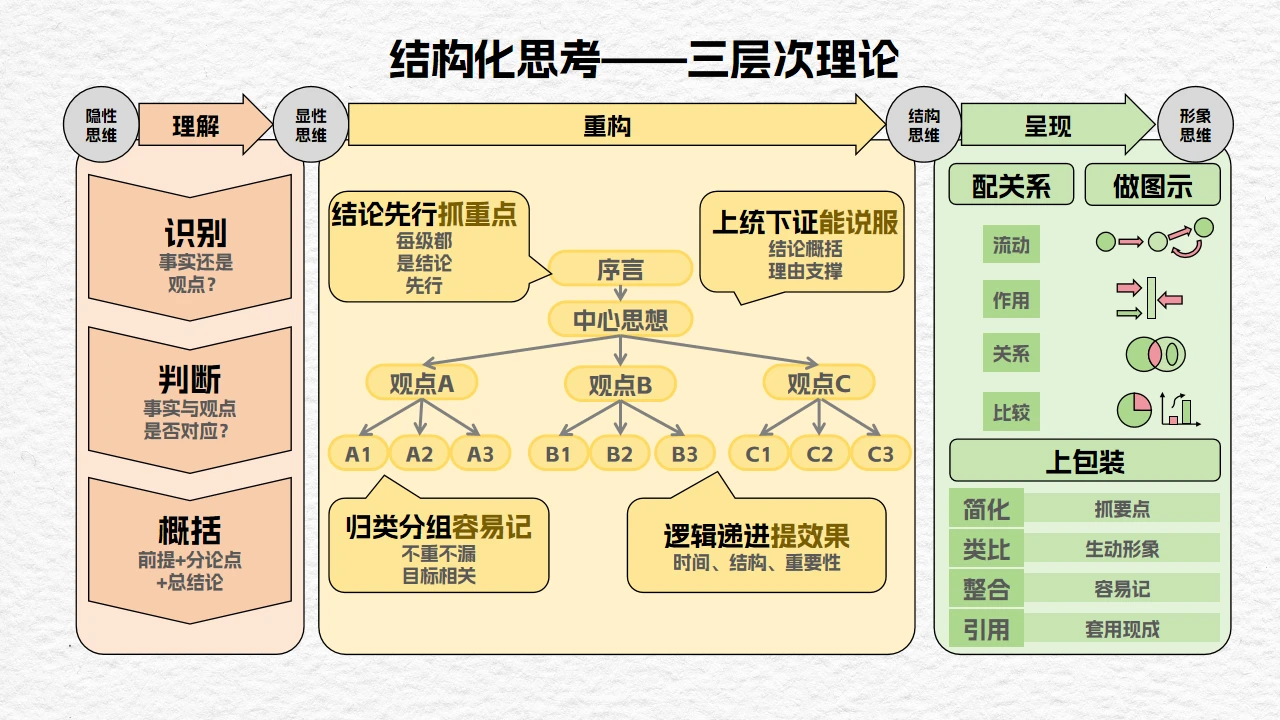 结构化思考——三层次理论
隐性
思维
理解
显性
思维
重构
结构
思维
呈现
形象
思维
识别
事实还是
观点？
判断
事实与观点
是否对应？
概括
前提+分论点
+总结论
结论先行抓重点
每级都
是结论
先行
上统下证能说服
结论概括
理由支撑
序言
中心思想
观点A
观点B
观点C
A1
A2
A3
B1
B2
B3
C1
C2
C3
归类分组容易记
不重不漏
目标相关
逻辑递进提效果
时间、结构、重要性
配关系
做图示
流动
作用
关系
比较
上包装
简化
抓要点
类比
生动形象
整合
容易记
引用
套用现成